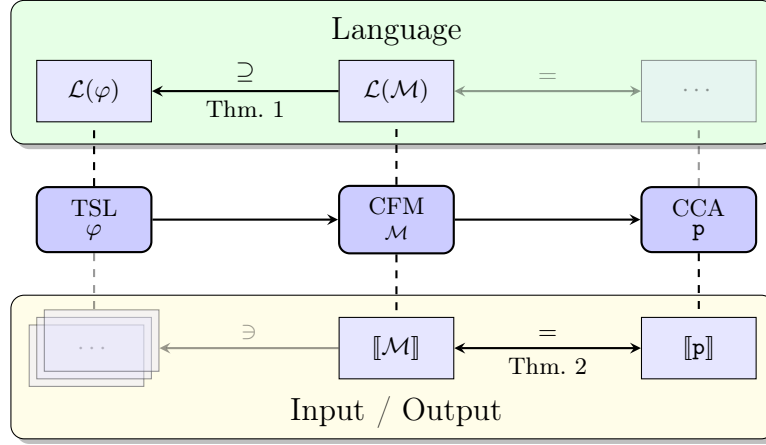 Language
ℒ(φ) ⊇ ℒ(ℳ) = ···
Thm. 1
TSL CFM CCA
φ ℳ p
··· ∋ ⟦ℳ⟧ = ⟦p⟧
Thm. 2
Input / Output